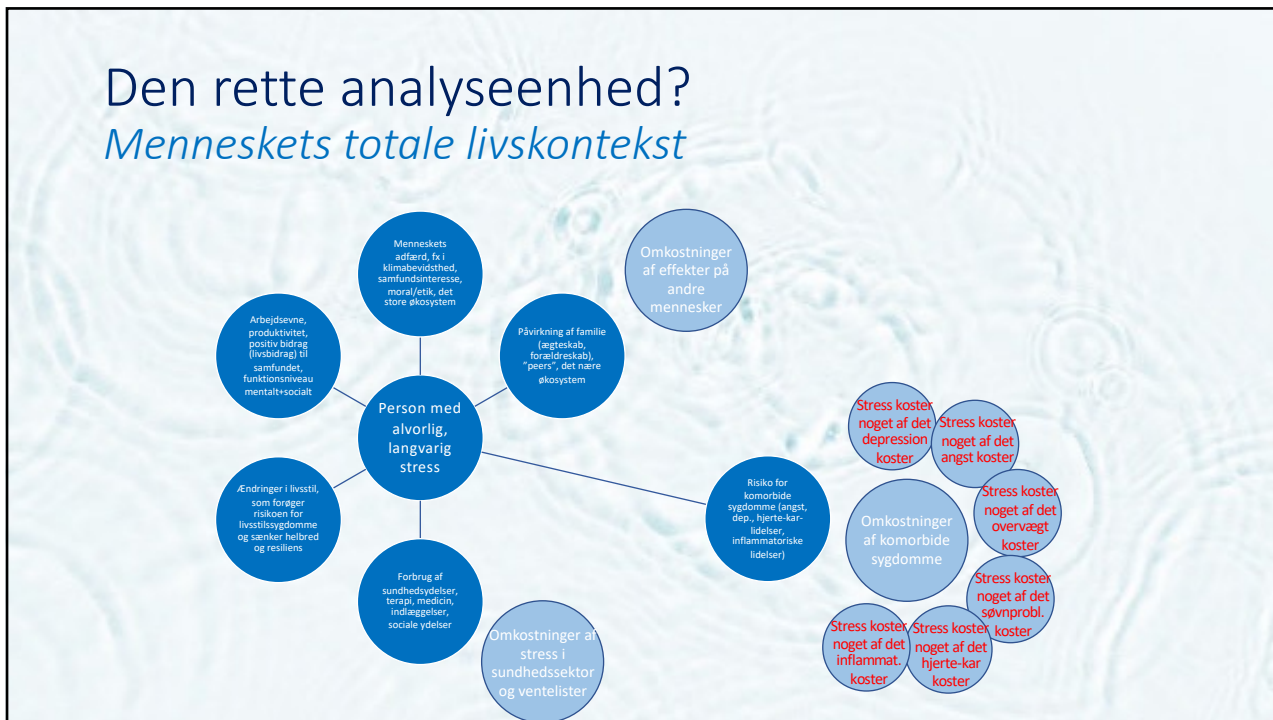 Den rette analyseenhed?
Menneskets totale livskontekst
Menneskets
adfærd, fx i
klimabevidsthed,
samfundsinteresse,
moral/etik, det
store økosystem
Omkostninger
af effekter på
andre
mennesker
Arbejdsevne,
produktivitet,
positiv bidrag
(livsbidrag) til
samfundet,
funktionsniveau
mentalt+socialt
Påvirkning af familie
(ægteskab,
forældreskab),
"peers", det nære
økosystem
Person med
alvorlig,
langvarig
stress
Ændringer i livsstil,
som forøger
risikoen for
livsstilssygdomme
og sænker helbred
og resiliens
Forbrug af
sundhedsydelser,
terapi, medicin,
indlæggelser,
sociale ydelser
Omkostninger af
stress i
sundhedssektor
og ventelister
Risiko for
komorbide
sygdomme (angst,
dep., hjerte-kar-
lidelser,
inflammatoriske
lidelser)
Omkostninger
af komorbide
sygdomme
Stress koster
noget af det
depression
koster
Stress koster
noget af det
angst koster
Stress koster
noget af det
overvægt
koster
Stress koster
noget af det
søvnprobl.
koster
Stress koster
noget af det
hjerte-kar
koster
Stress koster
noget af det
inflammat.
koster